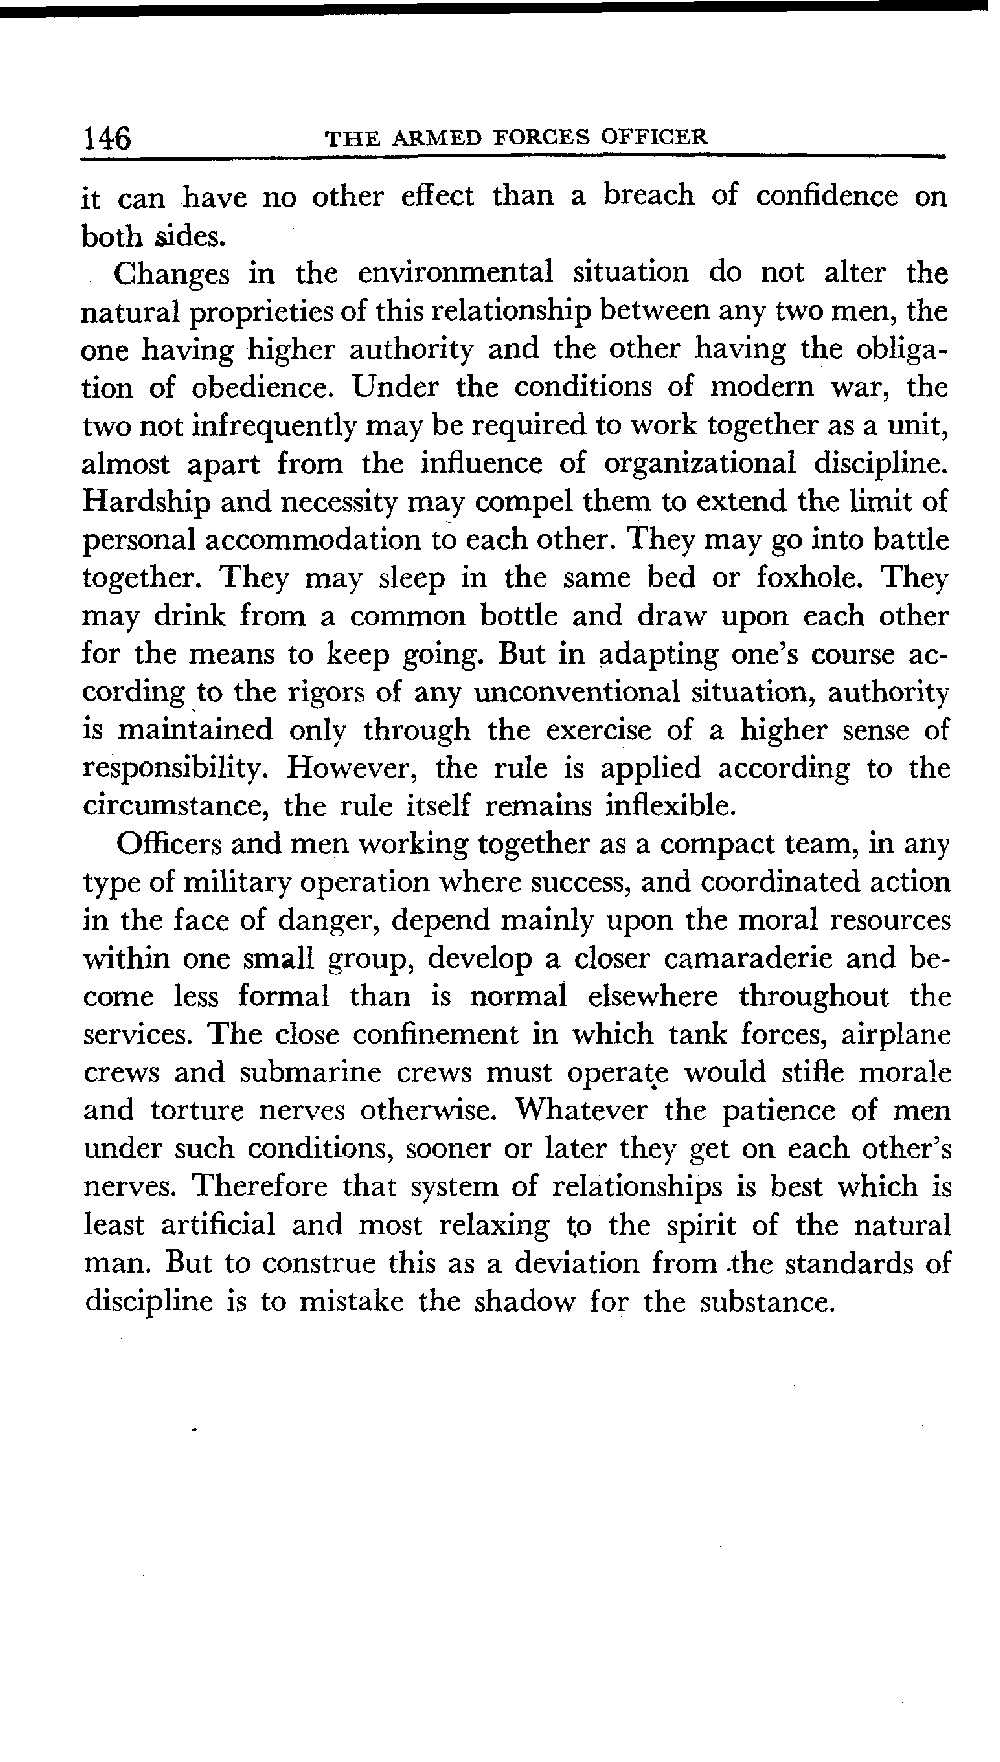 146 THE ARMED FORCES OFFICER
it can have no other effect than a breach of confidence on
both sides.
Changes in the environmental situation do not alter the
natural proprieties of this relationship between any two men, the
one having higher authority and the other having the obliga-
tion of obedience. Under the conditions of modern war, the
two not infrequently may be required to work together as a unit,
almost apart from the influence of organizational discipline.
Hardship and necessity may compel them to extend the limit of
personal accommodation to each other. They may go into battle
together. They may sleep in the same bed or foxhole. They
may drink from a common bottle and draw upon each other
for the means to keep going. But in adapting one's course ac-
cording to the rigors of any unconventional situation, authority
is maintained only through the exercise of a higher sense of
responsibility. However, the rule is applied according to the
circumstance, the rule itself remains inflexible.
Officers and men working together as a compact team, in any
type of military operation where success, and coordinated action
in the face of danger, depend mainly upon the moral resources
within one small group, develop a closer camaraderie and be-
come less formal than is normal elsewhere throughout the
services. The close confinement in which tank forces, airplane
crews and submarine crews must operate would stifle morale
and torture nerves otherwise. Whatever the patience of men
under such conditions, sooner or later they get on each other's
nerves. Therefore that system of relationships is best which is
least artificial and most relaxing to the spirit of the natural
man. But to construe this as a deviation from the standards of
discipline is to mistake the shadow for the substance.